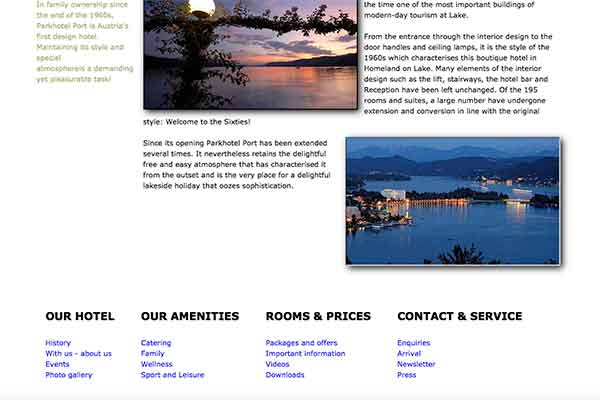 In family ownership since
the end of the 1960s,
Parkhotel Port is Austria's
first design hotel.
Maintaining its style and
special
atmosphereis a demanding
yet pleasurable task!
the time one of the most important buildings of
modern-day tourism at Lake.
From the entrance through the interior design to the
door handles and ceiling lamps, it is the style of the
1960s which characterises this boutique hotel in
Homeland on Lake. Many elements of the interior
design such as the lift, stairways, the hotel bar and
Reception have been left unchanged. Of the 195
rooms and suites, a large number have undergone
extension and conversion in line with the original
style: Welcome to the Sixties!
Since its opening Parkhotel Port has been extended
several times. It nevertheless retains the delightful
free and easy atmosphere that has characterised it
from the outset and is the very place for a delightful
lakeside holiday that oozes sophistication.
OUR HOTEL
History
With us - about us
Events
Photo gallery
OUR AMENITIES
Catering
Family
Wellness
Sport and Leisure
ROOMS & PRICES
Packages and offers
Important information
Videos
Downloads
CONTACT & SERVICE
Enquiries
Arrival
Newsletter
Press